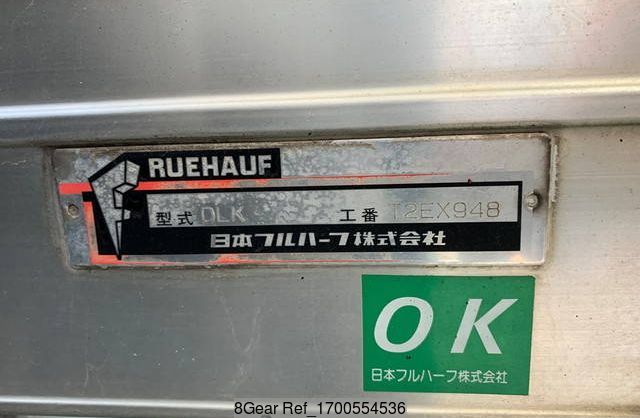 FRUEHAUF
型式 DLK 工番 T2EX948
日本フルハーフ株式会社
OK
日本フルハーフ株式会社
8Gear Ref_1700554536